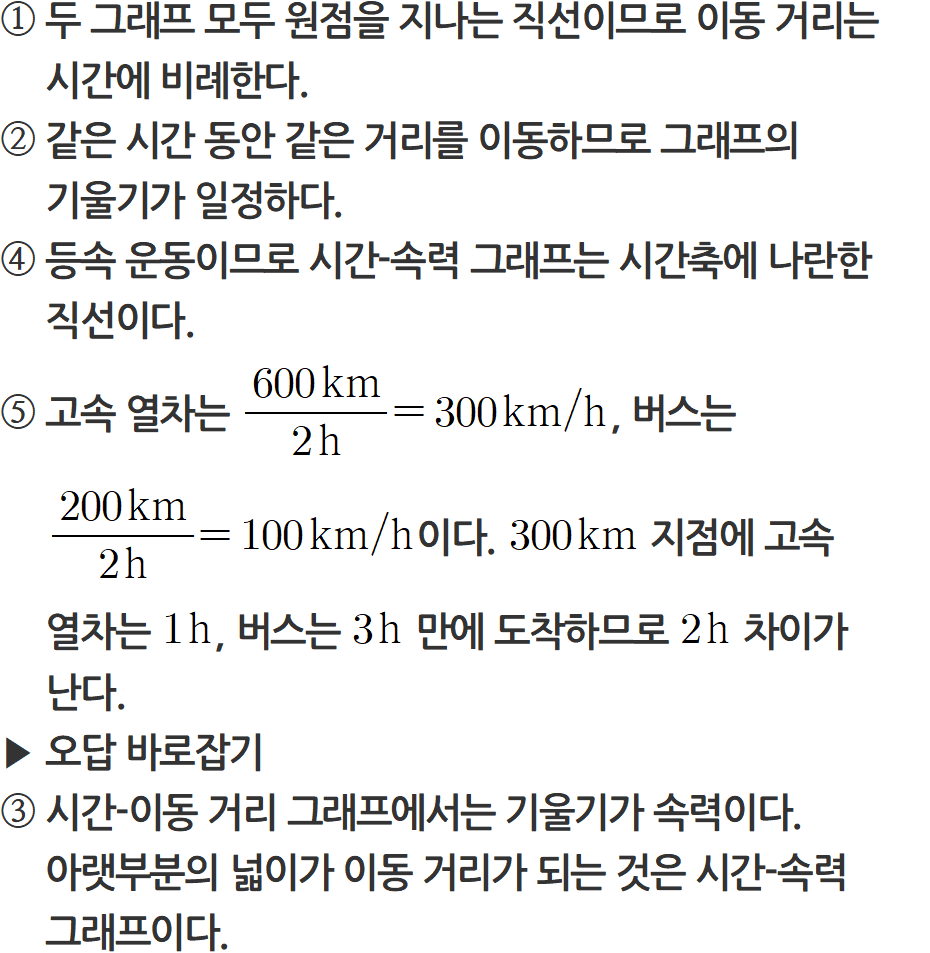 ① 두 그래프 모두 원점을 지나는 직선이므로 이동 거리는
시간에 비례한다.
② 같은 시간 동안 같은 거리를 이동하므로 그래프의
기울기가 일정하다.
④ 등속 운동이므로 시간-속력 그래프는 시간축에 나란한
직선이다.
⑤ 고속 열차는 600 km / 2 h = 300 km/h, 버스는
200 km / 2 h = 100 km/h이다. 300 km 지점에 고속
열차는 1 h, 버스는 3 h 만에 도착하므로 2 h 차이가
난다.
▶ 오답 바로잡기
③ 시간-이동 거리 그래프에서는 기울기가 속력이다.
아랫부분의 넓이가 이동 거리가 되는 것은 시간-속력
그래프이다.